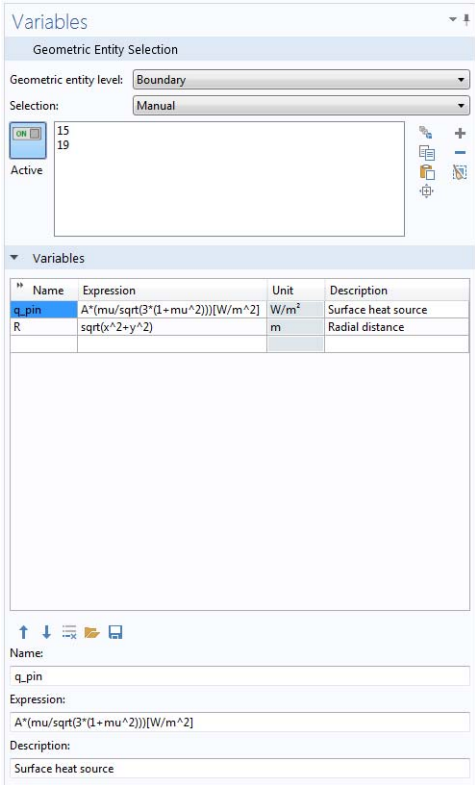 Variables
Geometric Entity Selection
Geometric entity level: Boundary
Selection: Manual
ON
15
19
Active
Variables
Name Expression Unit Description
q_pin A*(mu/sqrt(3*(1+mu^2)))[W/m^2] W/m² Surface heat source
R sqrt(x^2+y^2) m Radial distance
Name:
q_pin
Expression:
A*(mu/sqrt(3*(1+mu^2)))[W/m^2]
Description:
Surface heat source